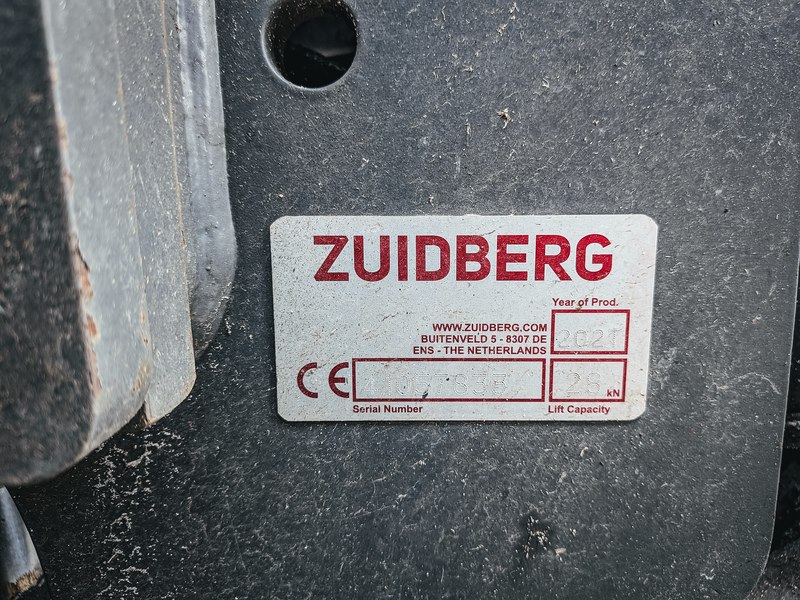 ZUIDBERG
Year of Prod.
WWW.ZUIDBERG.COM
BUITENVELD 5 - 8307 DE
ENS - THE NETHERLANDS
2021
CE
26 kN
Serial Number
Lift Capacity